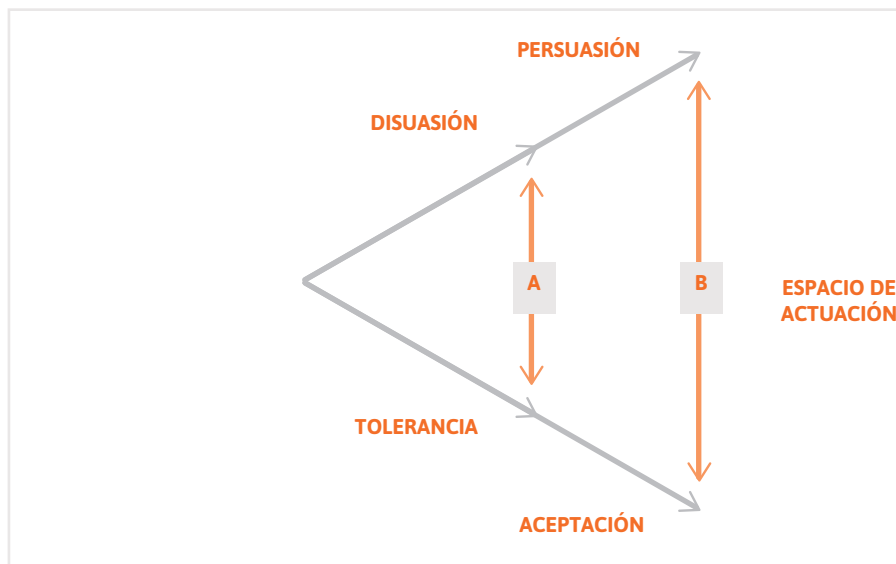 PERSUASIÓN
DISUASIÓN
A
B
ESPACIO DE
ACTUACIÓN
TOLERANCIA
ACEPTACIÓN